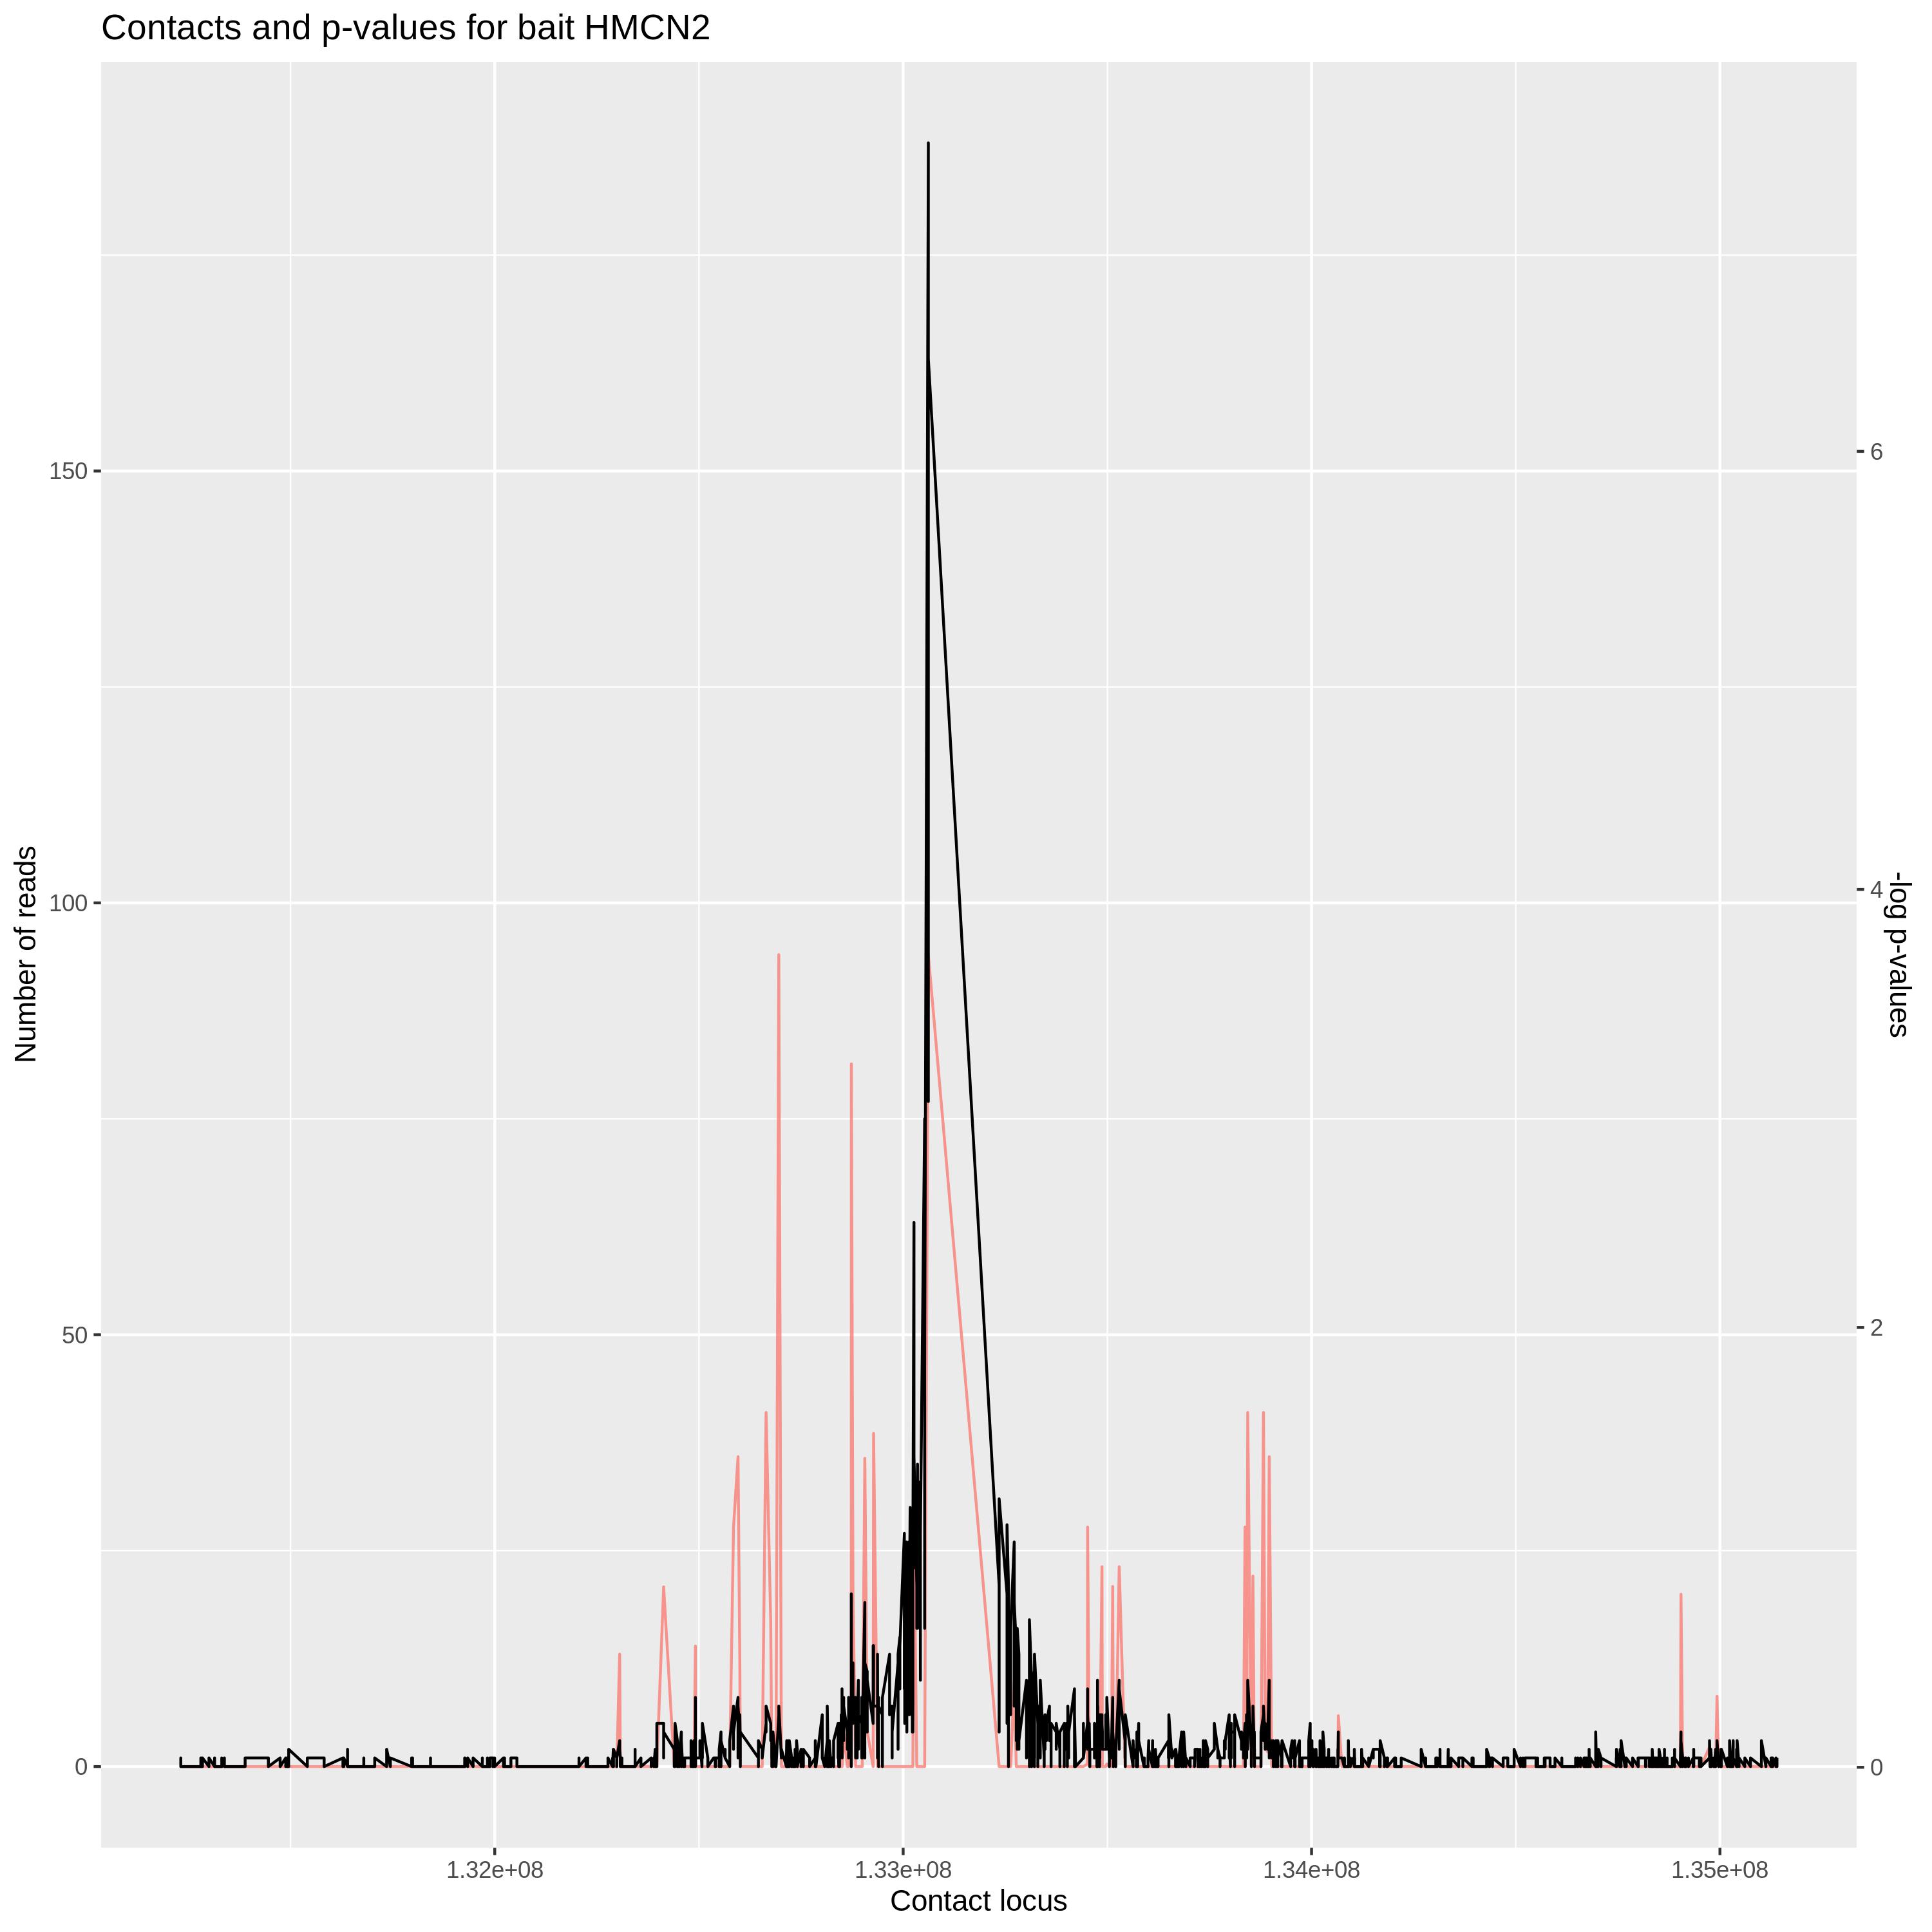 Contacts and p-values for bait HMCN2
150
100
50
0
6
4
2
0
Number of reads
-log p-values
1.32e+08 1.33e+08 1.34e+08 1.35e+08
Contact locus